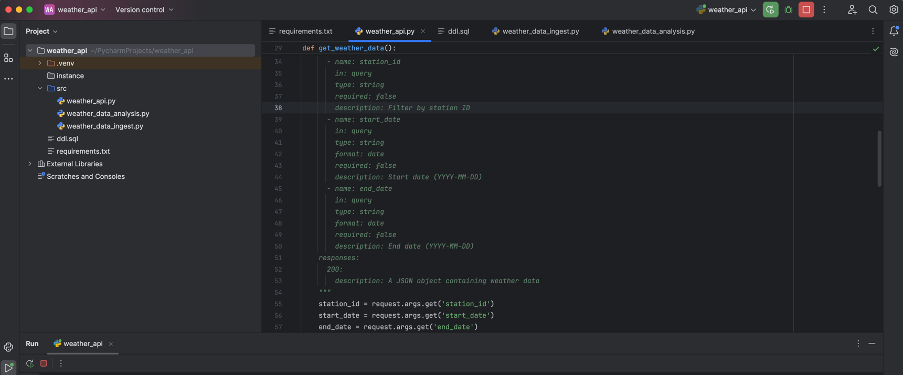 WA weather_api Version control weather_api
Project
requirements.txt weather_api.py ddl.sql weather_data_ingest.py weather_data_analysis.py
weather_api ~/PycharmProjects/weather_api
.venv
instance
src
weather_api.py
weather_data_analysis.py
weather_data_ingest.py
ddl.sql
requirements.txt
External Libraries
Scratches and Consoles
29 def get_weather_data():
34 - name: station_id
35 in: query
36 type: string
37 required: false
38 description: Filter by station ID
39 - name: start_date
40 in: query
41 type: string
42 format: date
43 required: false
44 description: Start date (YYYY-MM-DD)
45 - name: end_date
46 in: query
47 type: string
48 format: date
49 required: false
50 description: End date (YYYY-MM-DD)
51 responses:
52 200:
53 description: A JSON object containing weather data
54 """
55 station_id = request.args.get('station_id')
56 start_date = request.args.get('start_date')
57 end_date = request.args.get('end_date')
Run weather_api